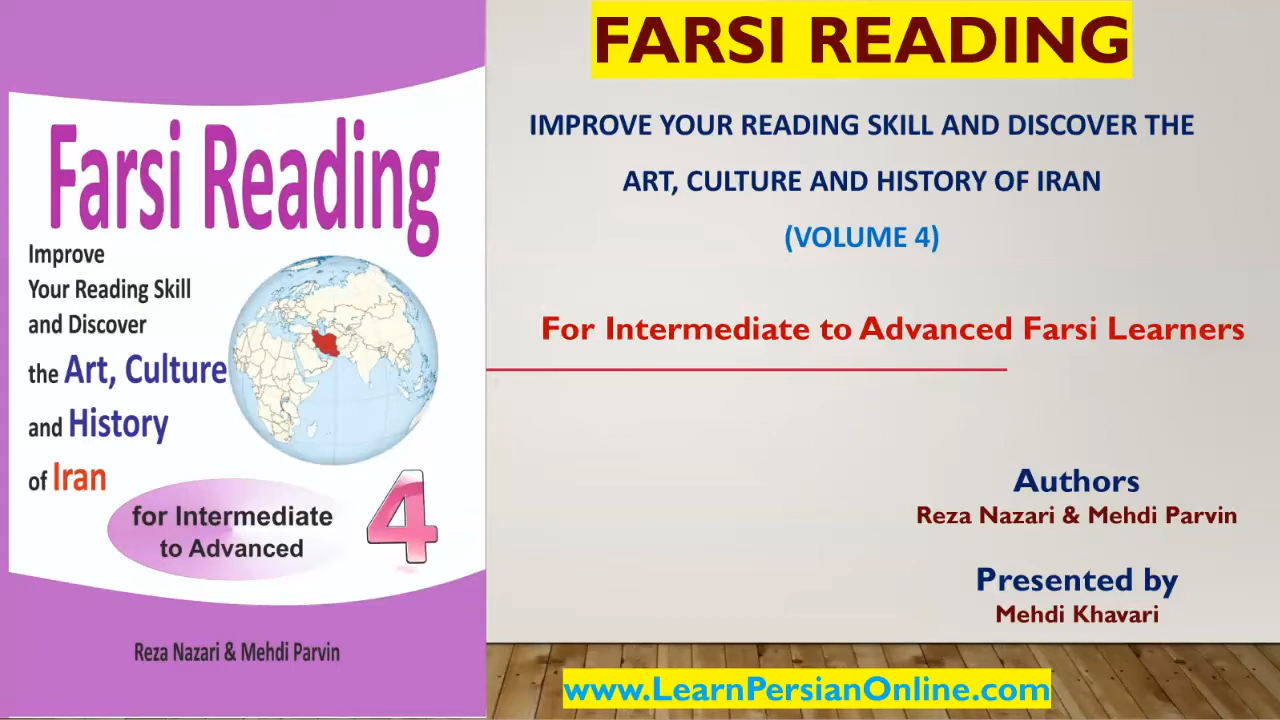 Farsi Reading
Improve
Your Reading Skill
and Discover
the Art, Culture
and History
of Iran
for Intermediate
to Advanced
4
Reza Nazari & Mehdi Parvin
FARSI READING
IMPROVE YOUR READING SKILL AND DISCOVER THE
ART, CULTURE AND HISTORY OF IRAN
(VOLUME 4)
For Intermediate to Advanced Farsi Learners
Authors
Reza Nazari & Mehdi Parvin
Presented by
Mehdi Khavari
www.LearnPersianOnline.com